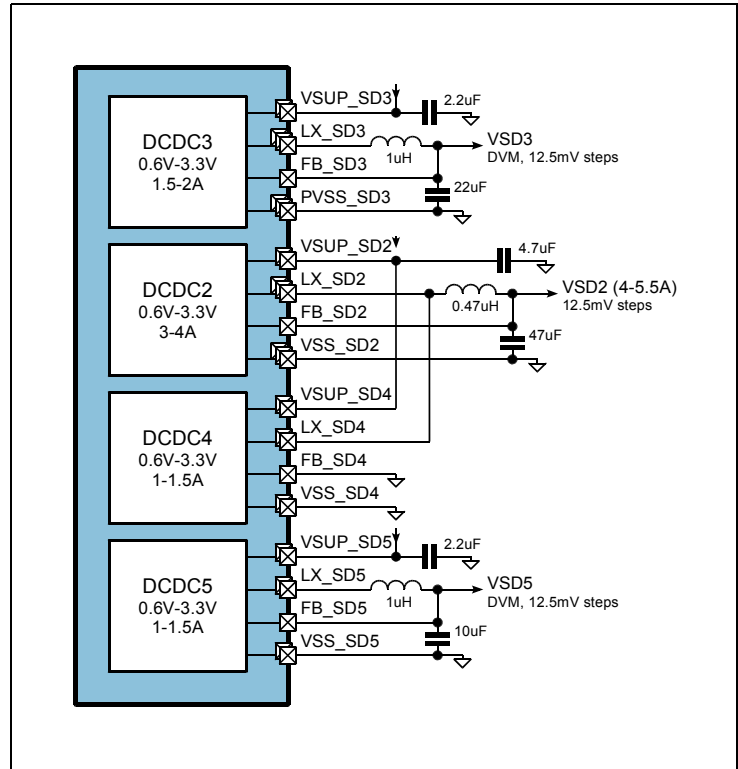 DCDC3
0.6V-3.3V
1.5-2A
VSUP_SD3
2.2uF
LX_SD3
1uH
VSD3
DVM, 12.5mV steps
FB_SD3
22uF
PVSS_SD3
DCDC2
0.6V-3.3V
3-4A
VSUP_SD2
4.7uF
LX_SD2
0.47uH
VSD2 (4-5.5A)
12.5mV steps
FB_SD2
47uF
VSS_SD2
DCDC4
0.6V-3.3V
1-1.5A
VSUP_SD4
LX_SD4
FB_SD4
VSS_SD4
DCDC5
0.6V-3.3V
1-1.5A
VSUP_SD5
2.2uF
LX_SD5
1uH
VSD5
DVM, 12.5mV steps
FB_SD5
10uF
VSS_SD5